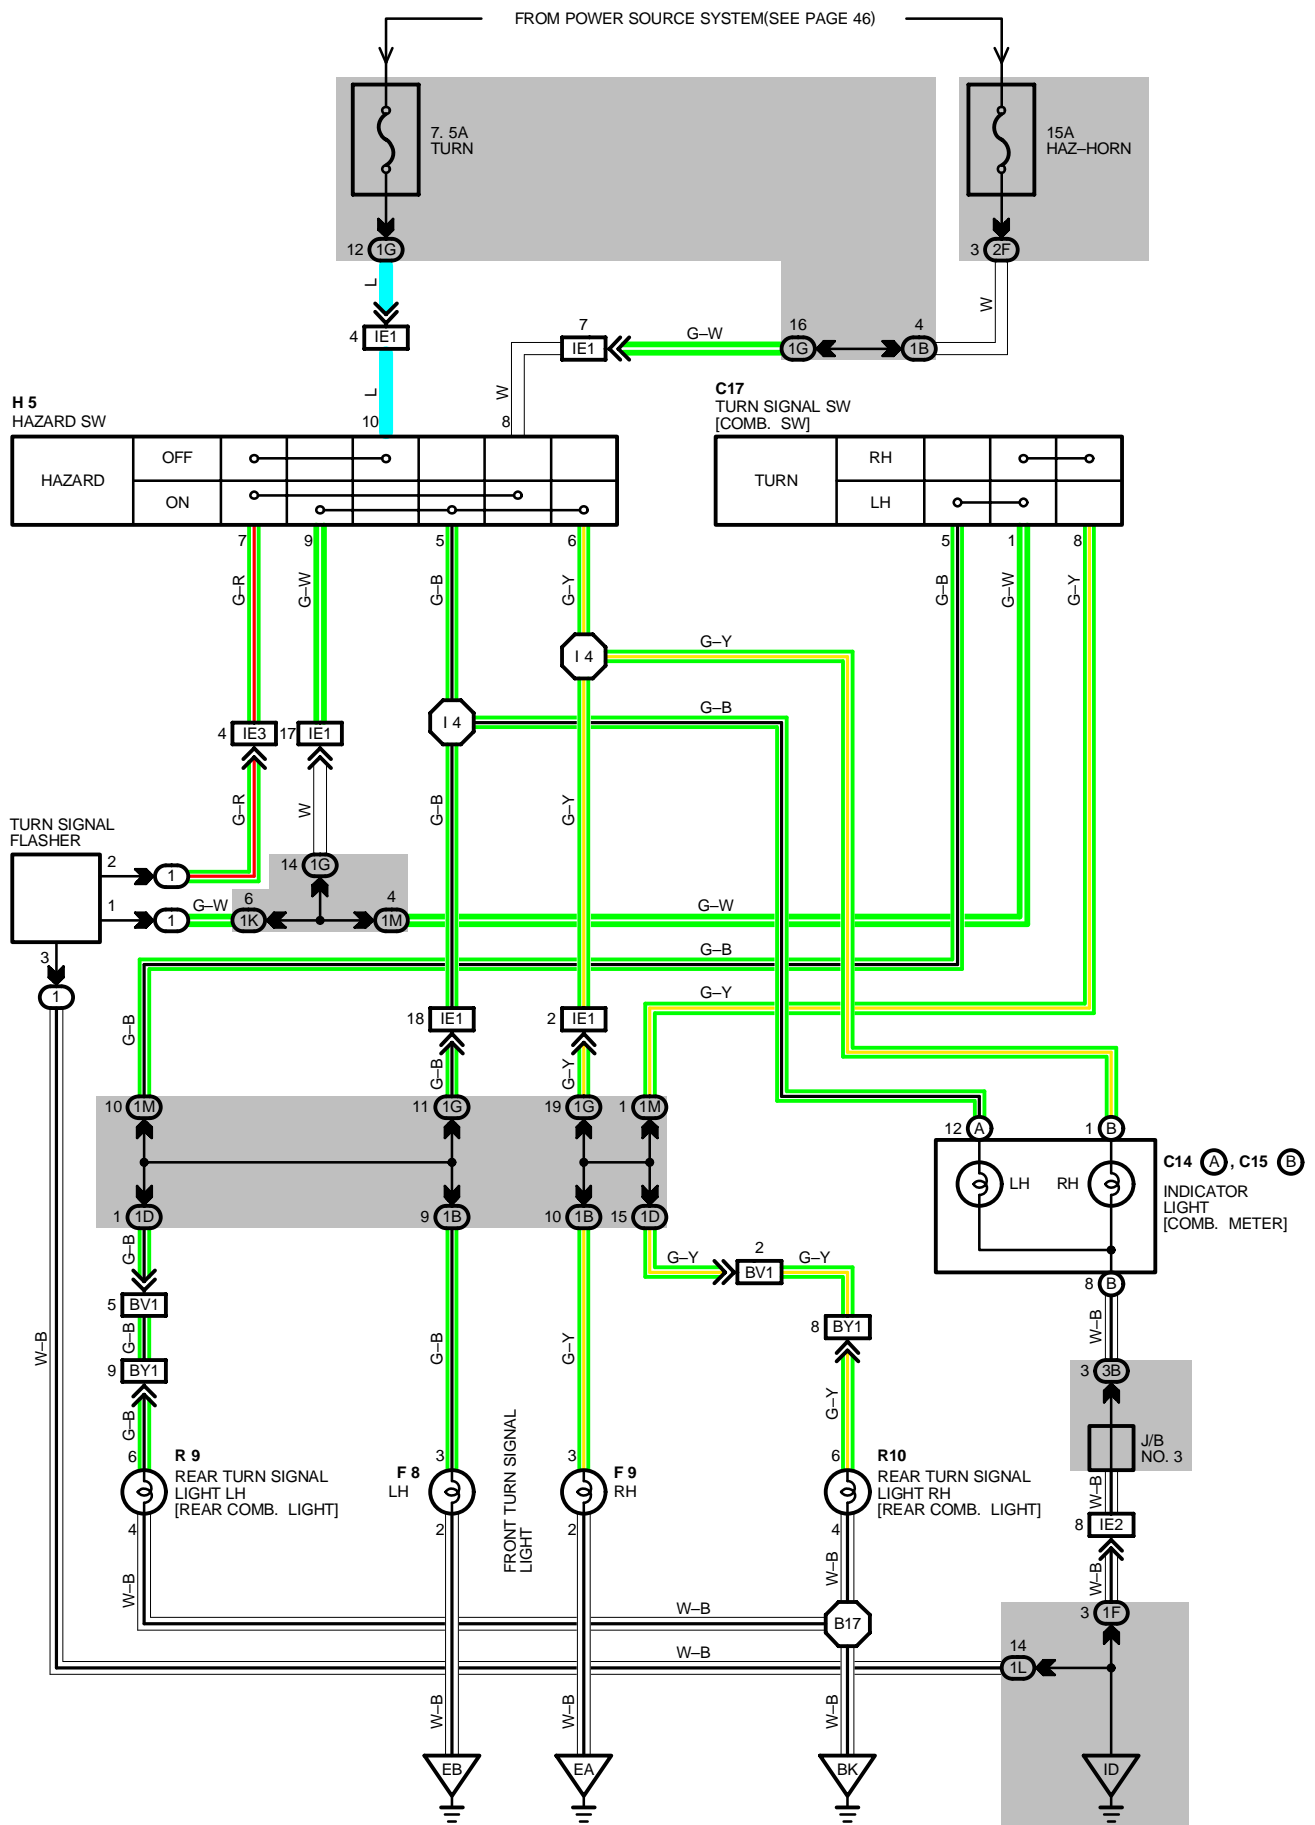 FROM POWER SOURCE SYSTEM(SEE PAGE 46)
7. 5A
TURN
15A
HAZ–HORN
12 1G
3 2F
L
W
4 IE1
7
IE1
G–W
16
1G
4
1B
L
W
H 5
HAZARD SW
10
8
C17
TURN SIGNAL SW
[COMB. SW]
HAZARD
OFF
ON
TURN
RH
LH
7
9
5
6
5
1
8
G–R
G–W
G–B
G–Y
G–B
G–W
G–Y
I 4
G–Y
I 4
G–B
4 IE3
17 IE1
G–R
W
G–B
G–Y
TURN SIGNAL
FLASHER
2
1
14 1G
1
1
G–W
6
1K
4
1M
G–W
3
1
G–B
G–Y
G–B
18 IE1
2 IE1
G–B
G–Y
10 1M
11 1G
19 1G
1 1M
12 A
1 B
LH
RH
C14 A , C15 B
INDICATOR
LIGHT
[COMB. METER]
1 1D
9 1B
10 1B
15 1D
G–B
G–Y
2
BV1
G–Y
8 B
5 BV1
G–B
8 BY1
W–B
W–B
9 BY1
G–B
G–B
G–Y
G–Y
3 3B
J/B
NO. 3
6
R 9
REAR TURN SIGNAL
LIGHT LH
[REAR COMB. LIGHT]
4
3
F 8
LH
2
FRONT TURN SIGNAL
LIGHT
3
F 9
RH
2
6
R10
REAR TURN SIGNAL
LIGHT RH
[REAR COMB. LIGHT]
4
W–B
8 IE2
W–B
W–B
W–B
3 1F
W–B
B17
W–B
14
1L
W–B
W–B
W–B
EB
EA
BK
ID